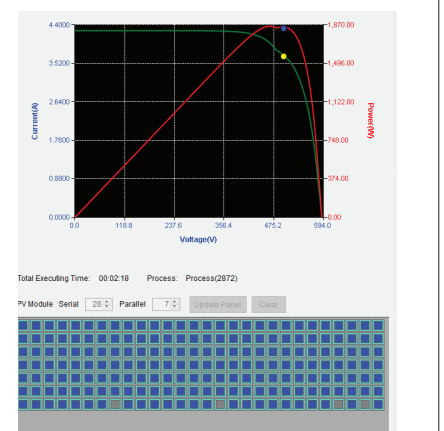 4.4000
3.5200
2.6400
1.7600
0.8800
0.0000
Current(A)
1,870.00
1,496.00
1,122.00
748.00
374.00
0.00
Power(W)
0.0 118.8 237.6 356.4 475.2 594.0
Voltage(V)
Total Executing Time: 00:02:18 Process: Process(2872)
PV Module Serial 28 Parallel 7 Update Panel Clear